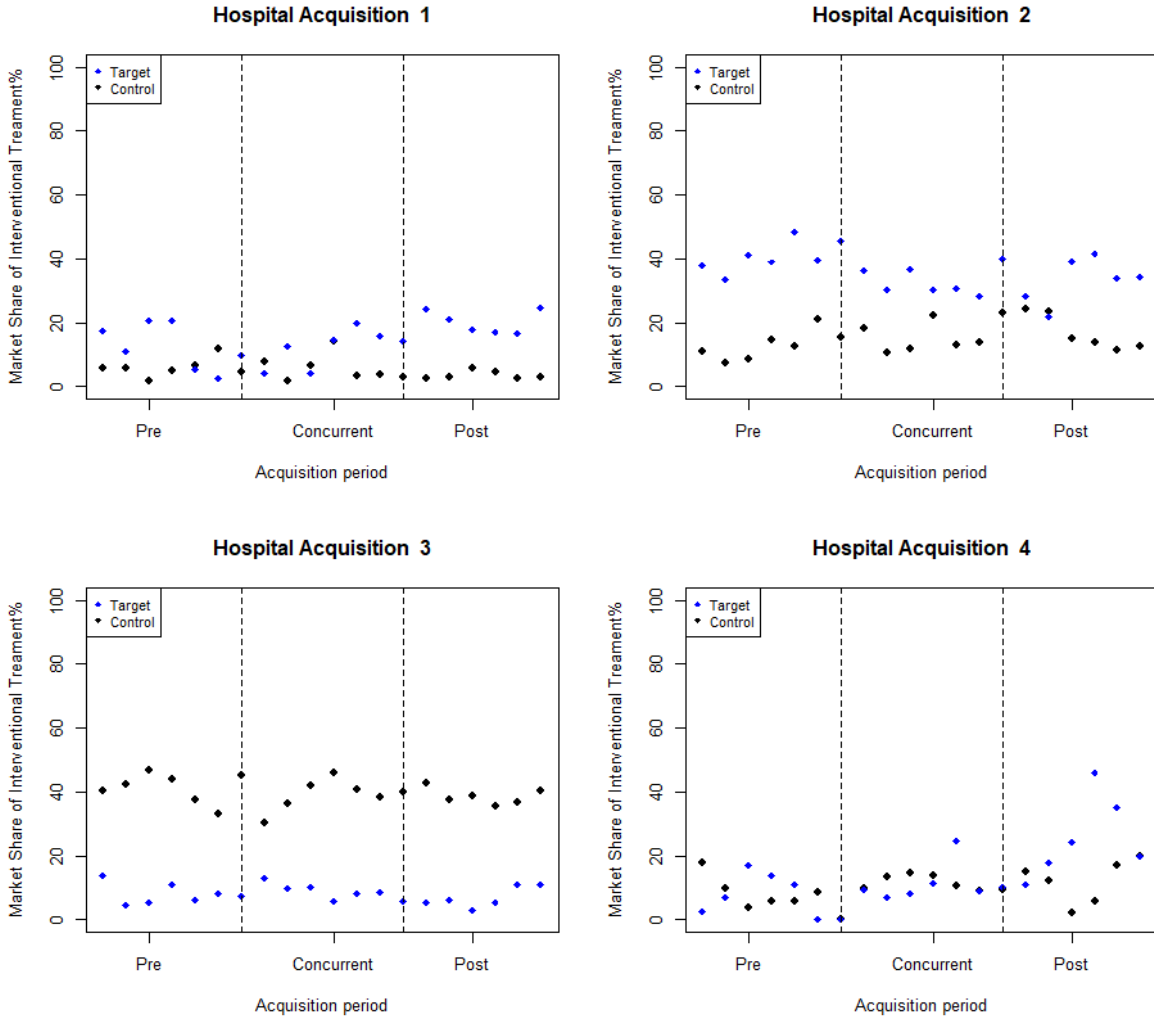 Hospital Acquisition 1
Market Share of Interventional Treament%
100
80
60
40
20
0
Target
Control
Pre
Concurrent
Post
Acquisition period
Hospital Acquisition 2
Market Share of Interventional Treament%
100
80
60
40
20
0
Target
Control
Pre
Concurrent
Post
Acquisition period
Hospital Acquisition 3
Market Share of Interventional Treament%
100
80
60
40
20
0
Target
Control
Pre
Concurrent
Post
Acquisition period
Hospital Acquisition 4
Market Share of Interventional Treament%
100
80
60
40
20
0
Target
Control
Pre
Concurrent
Post
Acquisition period